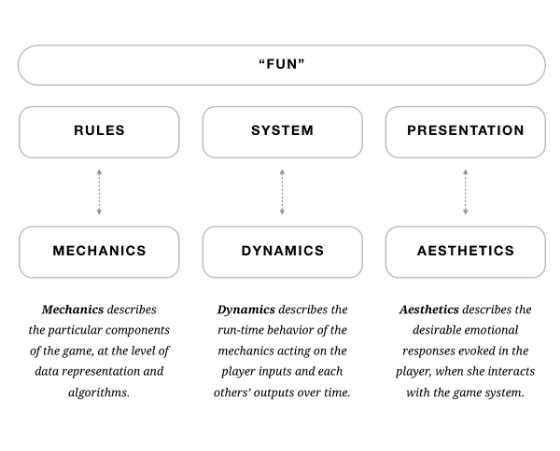 “FUN”
RULES
SYSTEM
PRESENTATION
MECHANICS
DYNAMICS
AESTHETICS
Mechanics describes
the particular components
of the game, at the level of
data representation and
algorithms.
Dynamics describes the
run-time behavior of the
mechanics acting on the
player inputs and each
others’ outputs over time.
Aesthetics describes the
desirable emotional
responses evoked in the
player, when she interacts
with the game system.